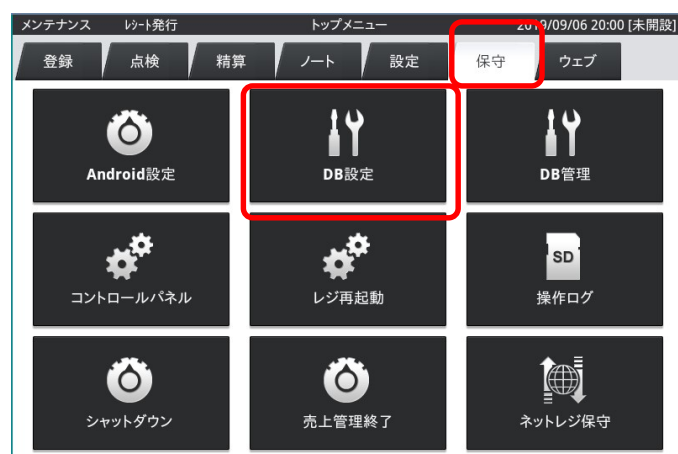 メンテナンス ﾚｼｰﾄ発行 トップメニュー 2019/09/06 20:00 [未開設]
登録 点検 精算 ノート 設定 保守 ウェブ
Android設定 DB設定 DB管理
SD
コントロールパネル レジ再起動 操作ログ
シャットダウン 売上管理終了 ネットレジ保守